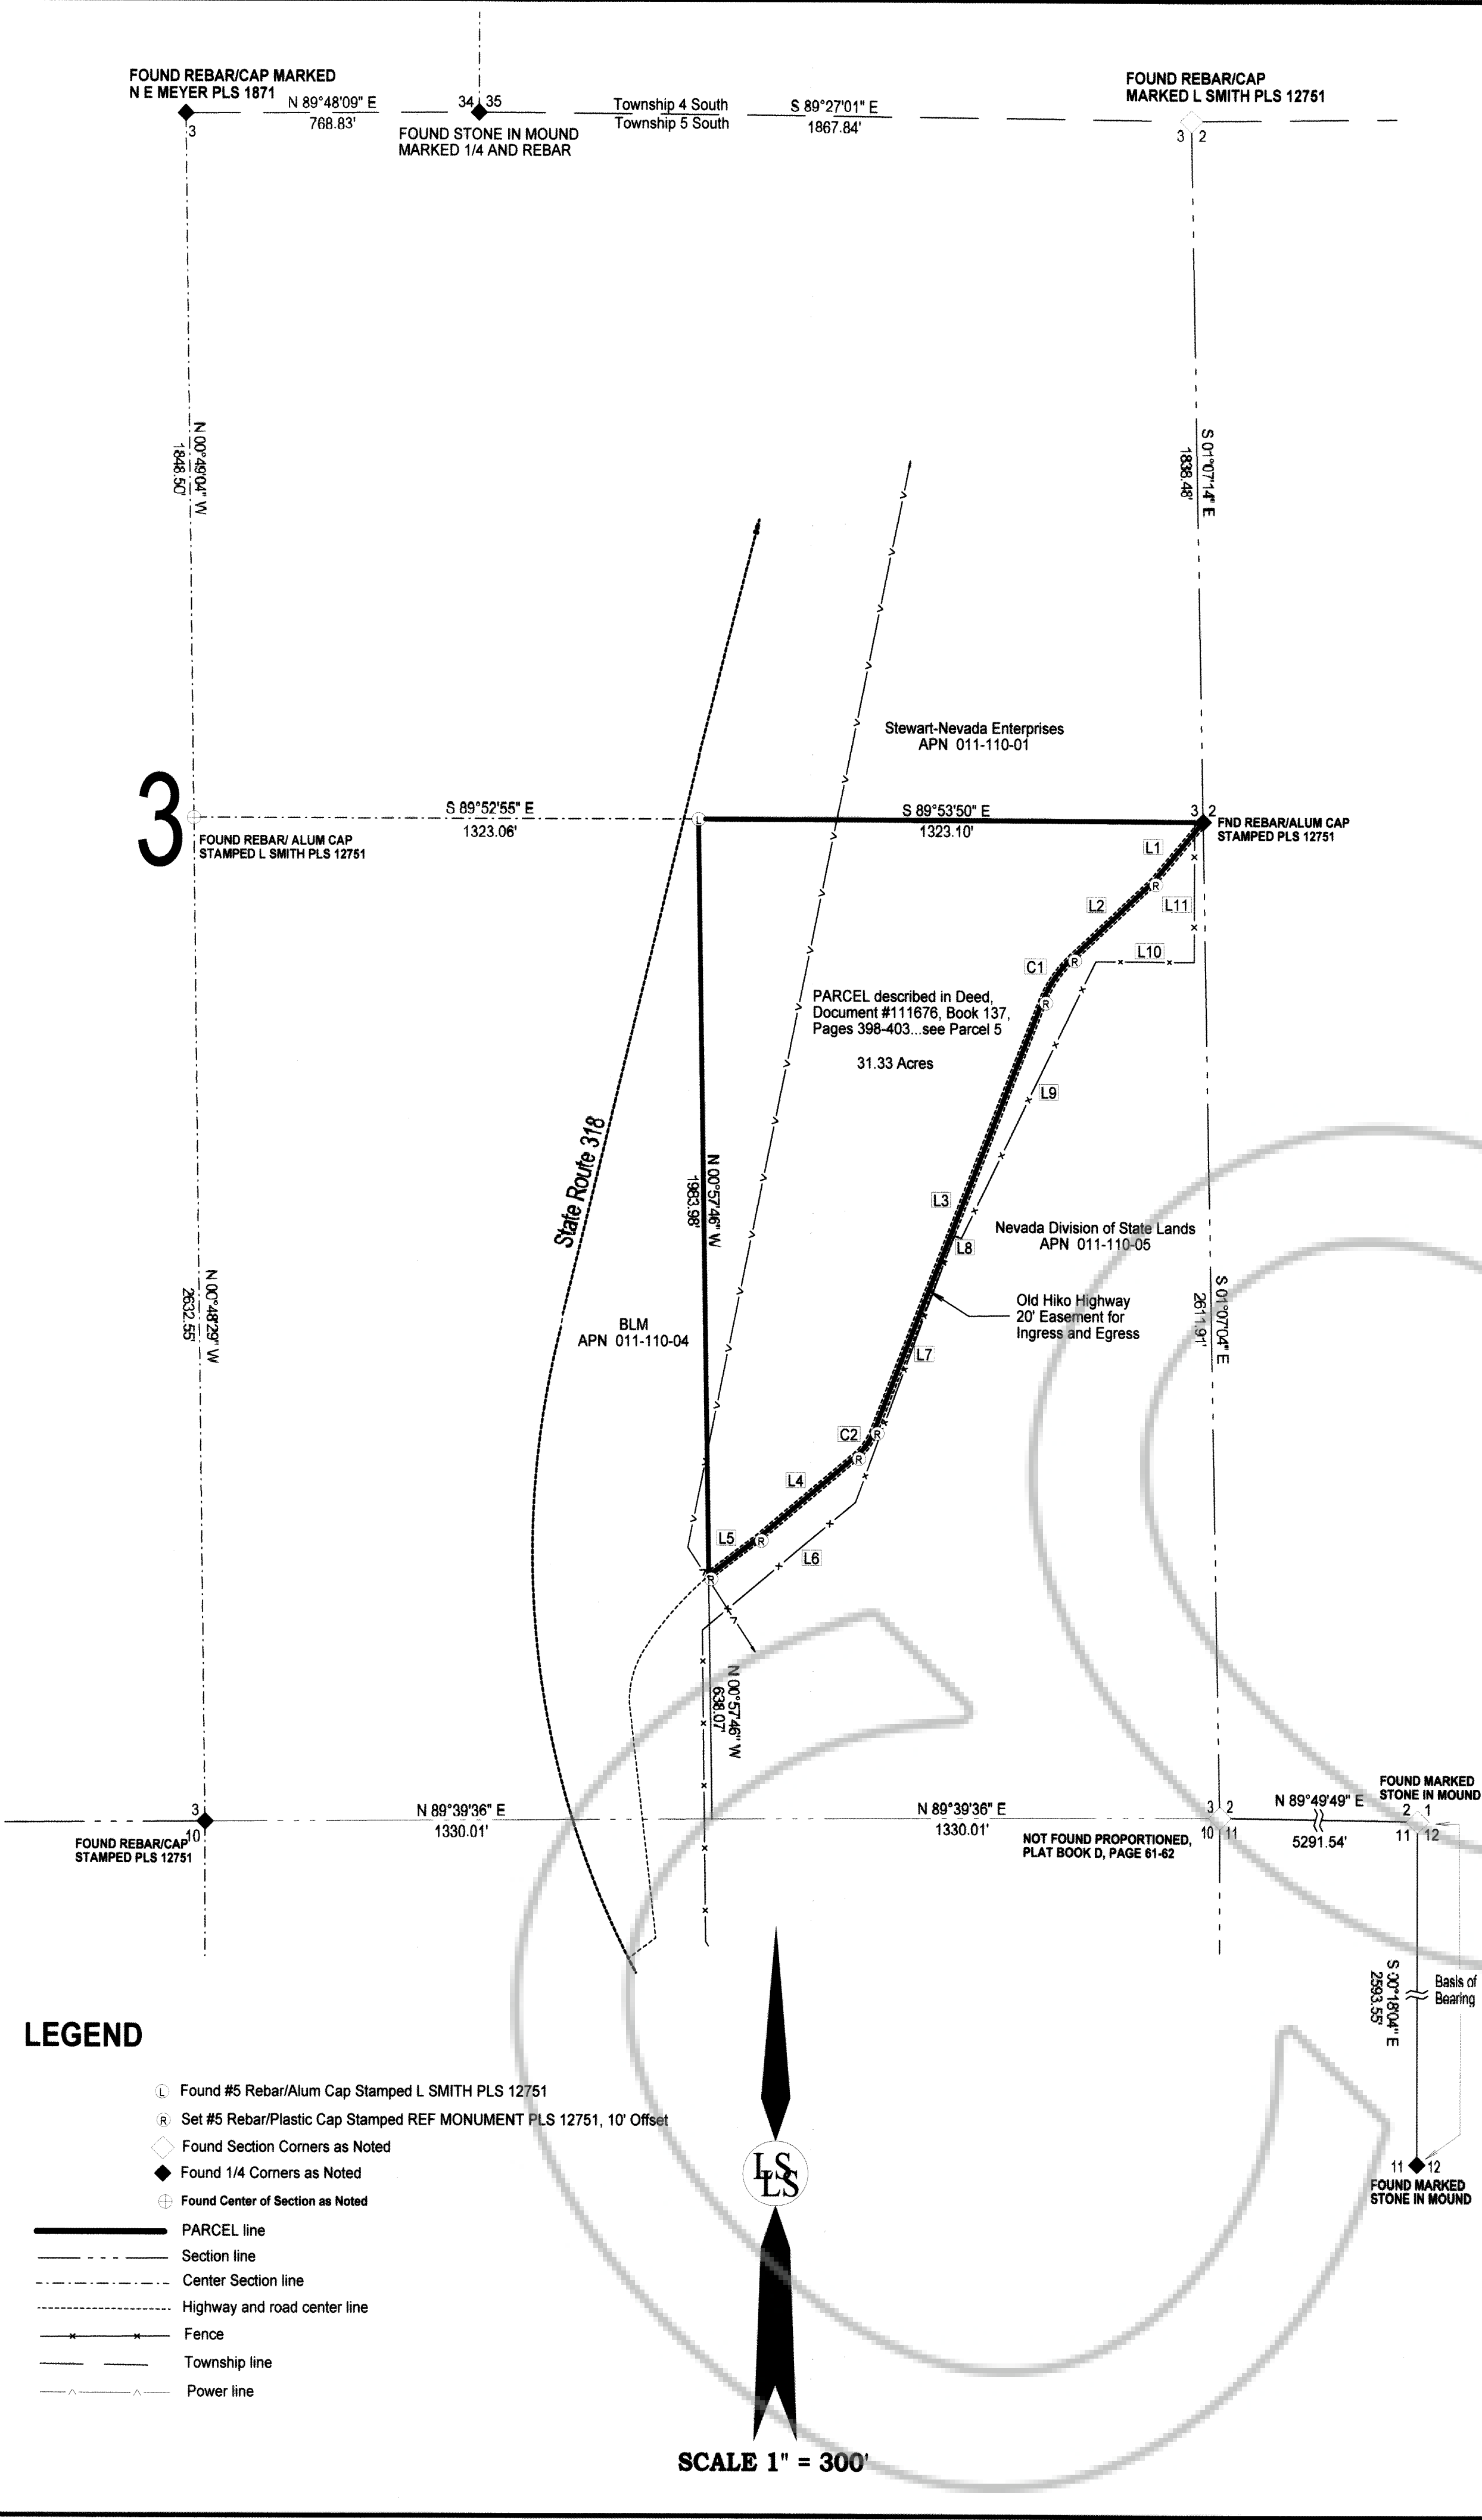 FOUND REBAR/CAP MARKED
N E MEYER PLS 1871
N 89°48'09" E
768.83'
3
34 35
FOUND STONE IN MOUND
MARKED 1/4 AND REBAR
Township 4 South
Township 5 South
S 89°27'01" E
1867.84'
FOUND REBAR/CAP
MARKED L SMITH PLS 12751
3 2
N 00°49'04" W
1848.50'
S 01°07'14" E
1838.48'
Stewart-Nevada Enterprises
APN 011-110-01
3
S 89°52'55" E
1323.06'
FOUND REBAR/ ALUM CAP
STAMPED L SMITH PLS 12751
L
S 89°53'50" E
1323.10'
3 2
FND REBAR/ALUM CAP
STAMPED PLS 12751
L1
R
L2
L11
L10
C1
R
R
PARCEL described in Deed,
Document #111676, Book 137,
Pages 398-403...see Parcel 5
31.33 Acres
L9
State Route 318
N 00°57'46" W
1983.98'
L3
Nevada Division of State Lands
APN 011-110-05
L8
Old Hiko Highway
20' Easement for
Ingress and Egress
BLM
APN 011-110-04
L7
N 00°48'29" W
2632.55'
S 01°07'04" E
2611.91'
C2
R
R
L4
L5
R
L6
R
N 00°57'46" W
638.07'
3
10
FOUND REBAR/CAP
STAMPED PLS 12751
N 89°39'36" E
1330.01'
N 89°39'36" E
1330.01'
3 2
10 11
NOT FOUND PROPORTIONED,
PLAT BOOK D, PAGE 61-62
N 89°49'49" E
5291.54'
FOUND MARKED
STONE IN MOUND
2 1
11 12
S 00°18'04" E
2593.55'
Basis of
Bearing
11 12
FOUND MARKED
STONE IN MOUND
LEGEND
L Found #5 Rebar/Alum Cap Stamped L SMITH PLS 12751
R Set #5 Rebar/Plastic Cap Stamped REF MONUMENT PLS 12751, 10' Offset
Found Section Corners as Noted
Found 1/4 Corners as Noted
Found Center of Section as Noted
PARCEL line
Section line
Center Section line
Highway and road center line
Fence
Township line
Power line
LS
LS
SCALE 1" = 300'